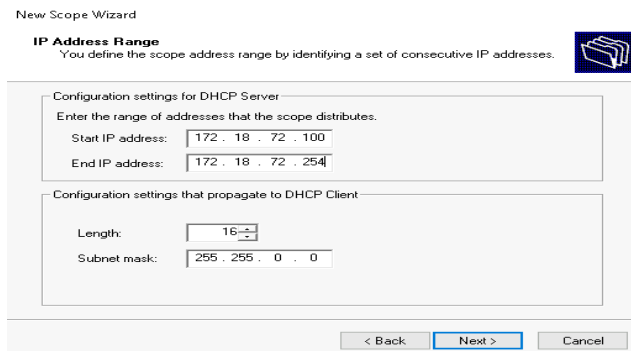 New Scope Wizard
IP Address Range
You define the scope address range by identifying a set of consecutive IP addresses.
Configuration settings for DHCP Server
Enter the range of addresses that the scope distributes.
Start IP address: 172 . 18 . 72 . 100
End IP address: 172 . 18 . 72 . 254
Configuration settings that propagate to DHCP Client
Length: 16
Subnet mask: 255 . 255 . 0 . 0
< Back Next > Cancel